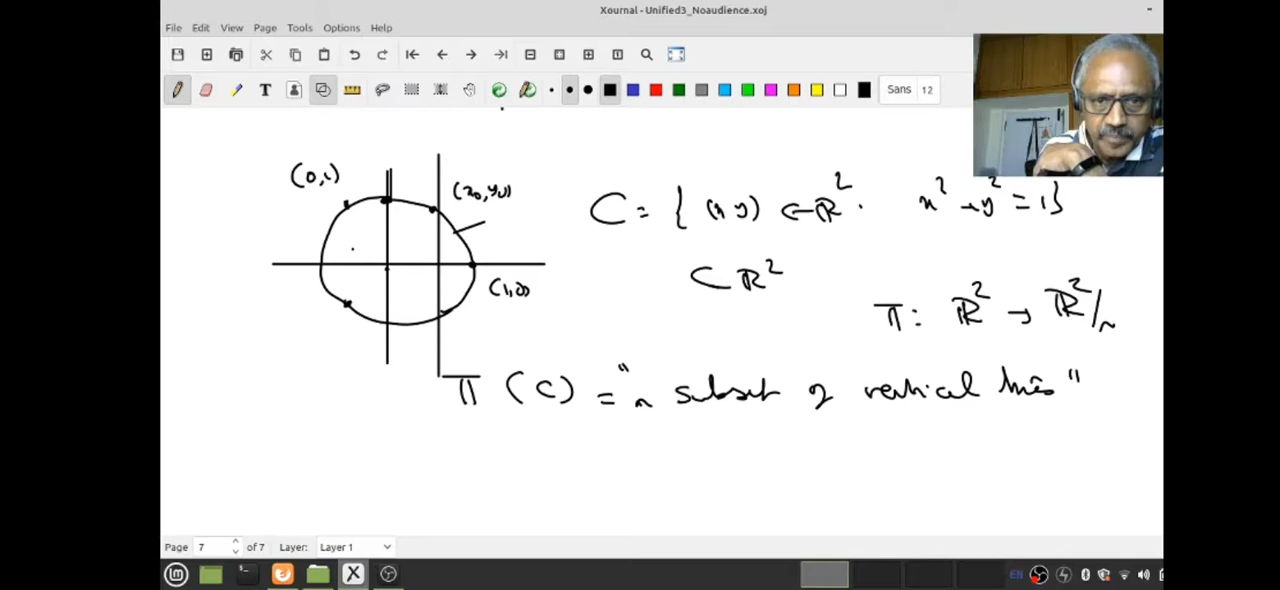 Xournal - Unified3_Noaudience.xoj
File Edit View Page Tools Options Help
Sans 12
(0,1)
(x₀, y₀)
C = { (x y) ∈ ℝ² . x² + y² = 1}
⊂ ℝ²
(1,0)
π : ℝ² → ℝ²/~
π (C) = "a subset of vertical lines"
Page 7 of 7 Layer: Layer 1
EN